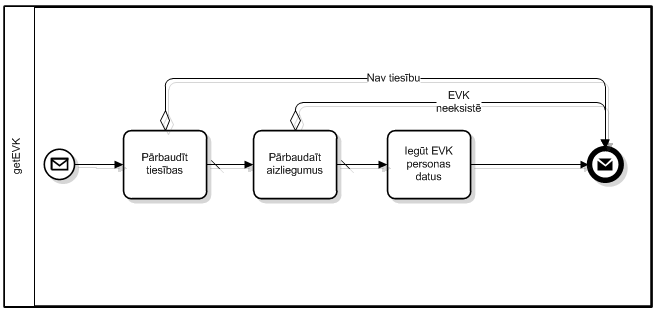 getEVK
Nav tiesību
EVK
neeksistē
Pārbaudīt
tiesības
Pārbaudaīt
aizliegumus
Iegūt EVK
personas
datus